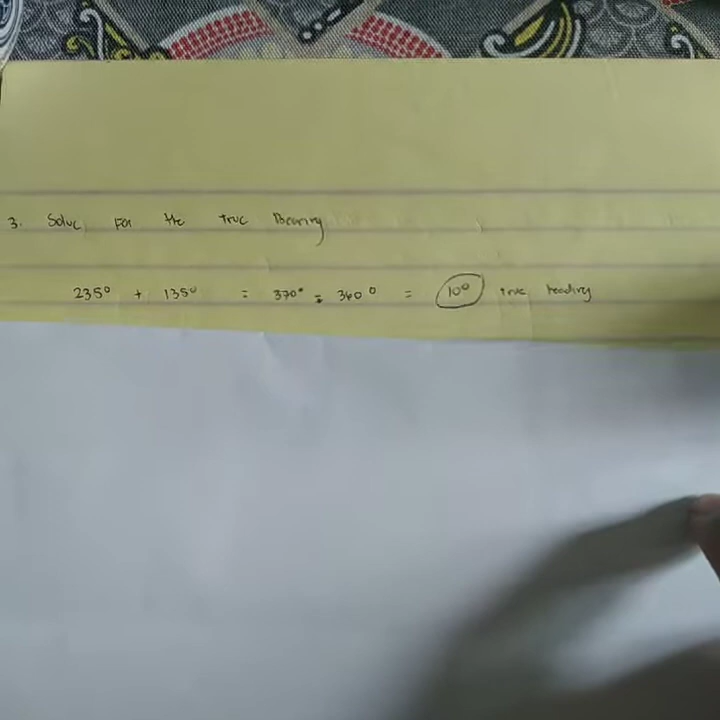 3. Solve For the True Bearing
235° + 135° = 370° - 360° = 10° true heading